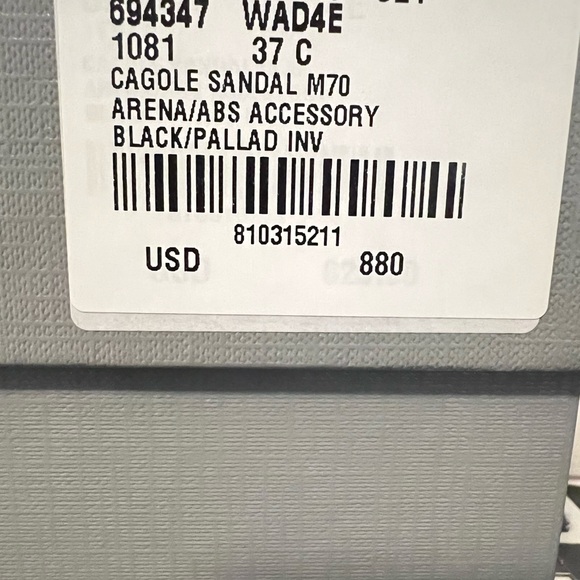 694347 WAD4E
1081 37 C
CAGOLE SANDAL M70
ARENA/ABS ACCESSORY
BLACK/PALLAD INV
810315211
USD 880